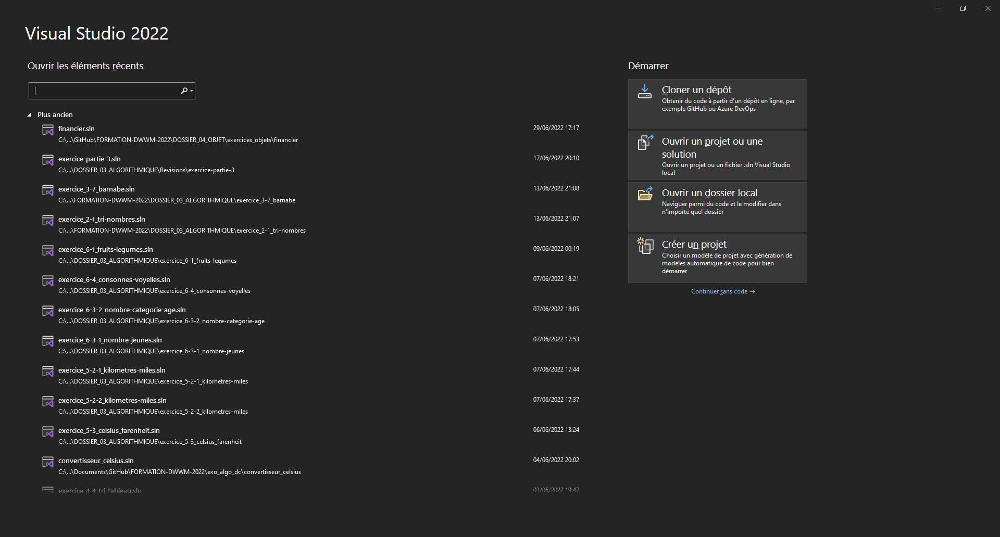 Visual Studio 2022
Ouvrir les éléments récents
Plus ancien
financier.sln
29/06/2022 17:17
C:\...\GitHub\FORMATION-DWWM-2022\DOSSIER_04_OBJET\exercices_objets\financier
exercice-partie-3.sln
17/06/2022 20:10
C:\...\DOSSIER_03_ALGORITHMIQUE\Revisions\exercice-partie-3
exercice_3-7_barnabe.sln
13/06/2022 21:08
C:\...\FORMATION-DWWM-2022\DOSSIER_03_ALGORITHMIQUE\exercice_3-7_barnabe
exercice_2-1_tri-nombres.sln
13/06/2022 21:07
C:\...\FORMATION-DWWM-2022\DOSSIER_03_ALGORITHMIQUE\exercice_2-1_tri-nombres
exercice_6-1_fruits-legumes.sln
09/06/2022 00:19
C:\...\DOSSIER_03_ALGORITHMIQUE\exercice_6-1_fruits-legumes
exercice_6-4_consonnes-voyelles.sln
07/06/2022 18:21
C:\...\DOSSIER_03_ALGORITHMIQUE\exercice_6-4_consonnes-voyelles
exercice_6-3-2_nombre-categorie-age.sln
07/06/2022 18:05
C:\...\DOSSIER_03_ALGORITHMIQUE\exercice_6-3-2_nombre-categorie-age
exercice_6-3-1_nombre-jeunes.sln
07/06/2022 17:53
C:\...\DOSSIER_03_ALGORITHMIQUE\exercice_6-3-1_nombre-jeunes
exercice_5-2-1_kilometres-miles.sln
07/06/2022 17:44
C:\...\DOSSIER_03_ALGORITHMIQUE\exercice_5-2-1_kilometres-miles
exercice_5-2-2_kilometres-miles.sln
07/06/2022 17:37
C:\...\DOSSIER_03_ALGORITHMIQUE\exercice_5-2-2_kilometres-miles
exercice_5-3_celsius_farenheit.sln
06/06/2022 13:24
C:\...\DOSSIER_03_ALGORITHMIQUE\exercice_5-3_celsius_farenheit
convertisseur_celsius.sln
04/06/2022 20:02
C:\...\Documents\GitHub\FORMATION-DWWM-2022\exo_algo_dc\convertisseur_celsius
exercice_4-4_tri-tableau.sln
03/06/2022 19:47
Démarrer
Cloner un dépôt
Obtenir du code à partir d'un dépôt en ligne, par
exemple GitHub ou Azure DevOps
Ouvrir un projet ou une
solution
Ouvrir un projet ou un fichier .sln Visual Studio
local
Ouvrir un dossier local
Naviguer parmi du code et le modifier dans
n'importe quel dossier
Créer un projet
Choisir un modèle de projet avec génération de
modèles automatique de code pour bien
démarrer
Continuer sans code →